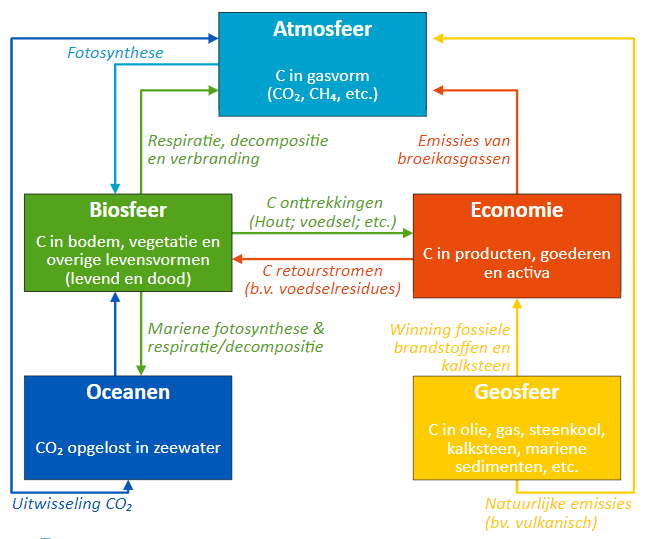 Atmosfeer
C in gasvorm
(CO₂, CH₄, etc.)
Fotosynthese
Respiratie, decompositie
en verbranding
Emissies van
broeikasgassen
Biosfeer
C in bodem, vegetatie en
overige levensvormen
(levend en dood)
C onttrekkingen
(Hout; voedsel; etc.)
C retourstromen
(b.v. voedselresidues)
Economie
C in producten, goederen
en activa
Mariene fotosynthese &
respiratie/decompositie
Winning fossiele
brandstoffen en
kalksteen
Oceanen
CO₂ opgelost in zeewater
Geosfeer
C in olie, gas, steenkool,
kalksteen, mariene
sedimenten, etc.
Uitwisseling CO₂
Natuurlijke emissies
(bv. vulkanisch)